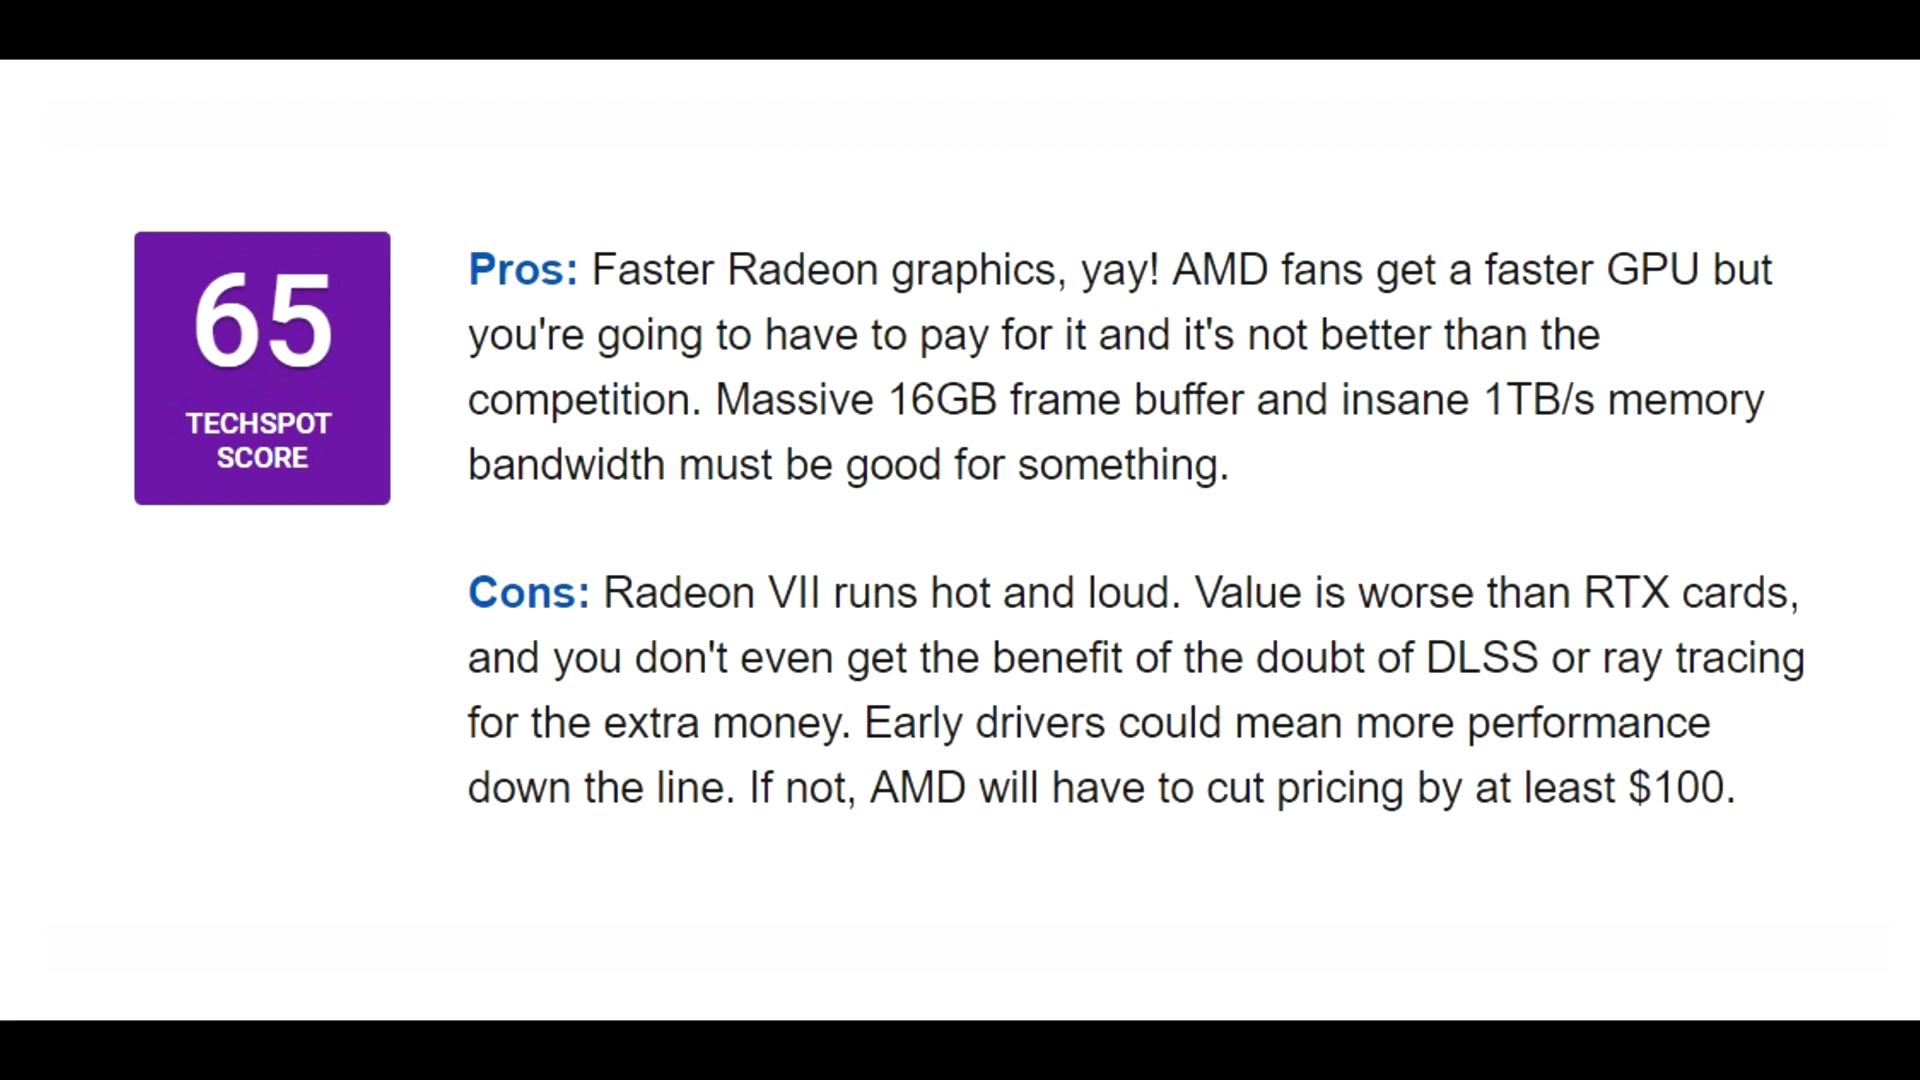 65
TECHSPOT
SCORE
Pros: Faster Radeon graphics, yay! AMD fans get a faster GPU but
you're going to have to pay for it and it's not better than the
competition. Massive 16GB frame buffer and insane 1TB/s memory
bandwidth must be good for something.
Cons: Radeon VII runs hot and loud. Value is worse than RTX cards,
and you don't even get the benefit of the doubt of DLSS or ray tracing
for the extra money. Early drivers could mean more performance
down the line. If not, AMD will have to cut pricing by at least $100.